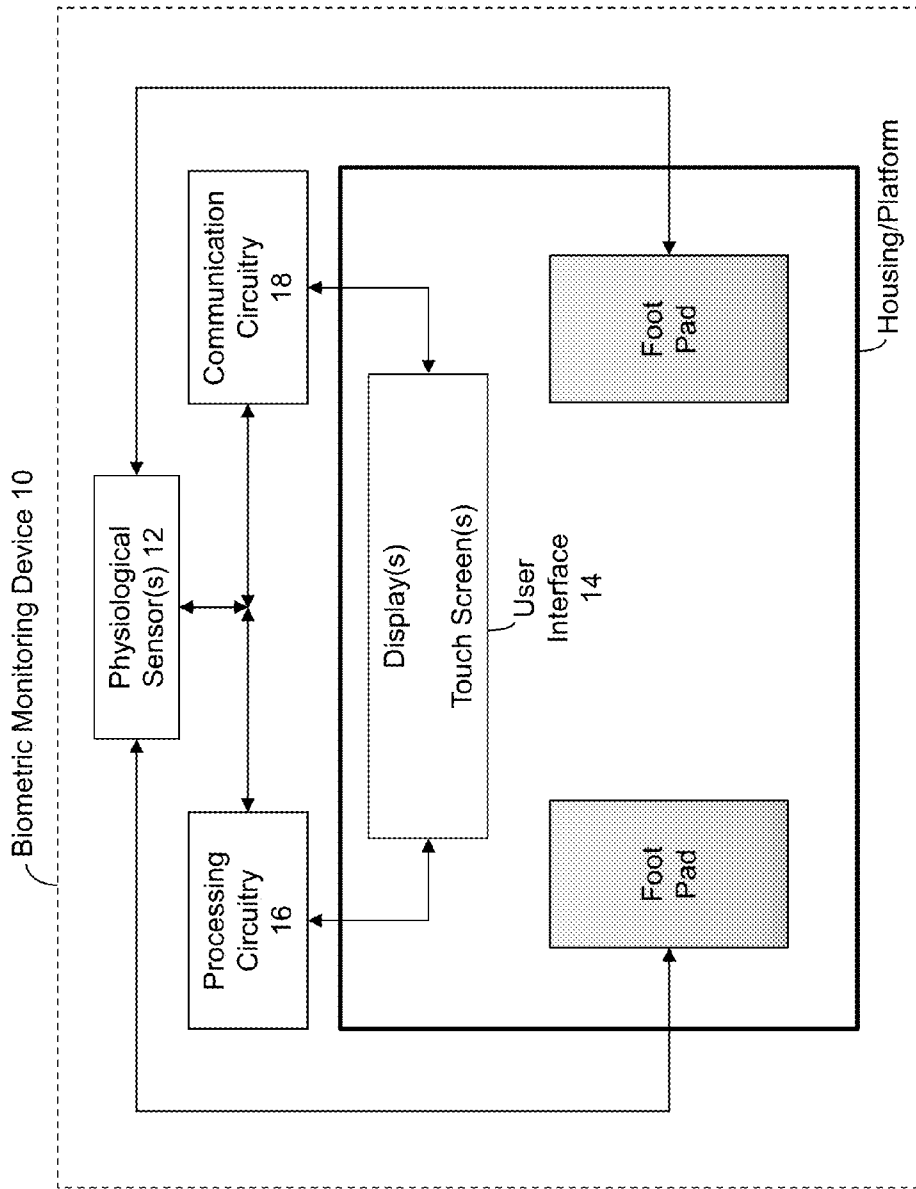 Biometric Monitoring Device 10
Physiological
Sensor(s) 12
Processing
Circuitry
16
Communication
Circuitry
18
Display(s)
Touch Screen(s)
User
Interface
14
Foot
Pad
Foot
Pad
Housing/Platform